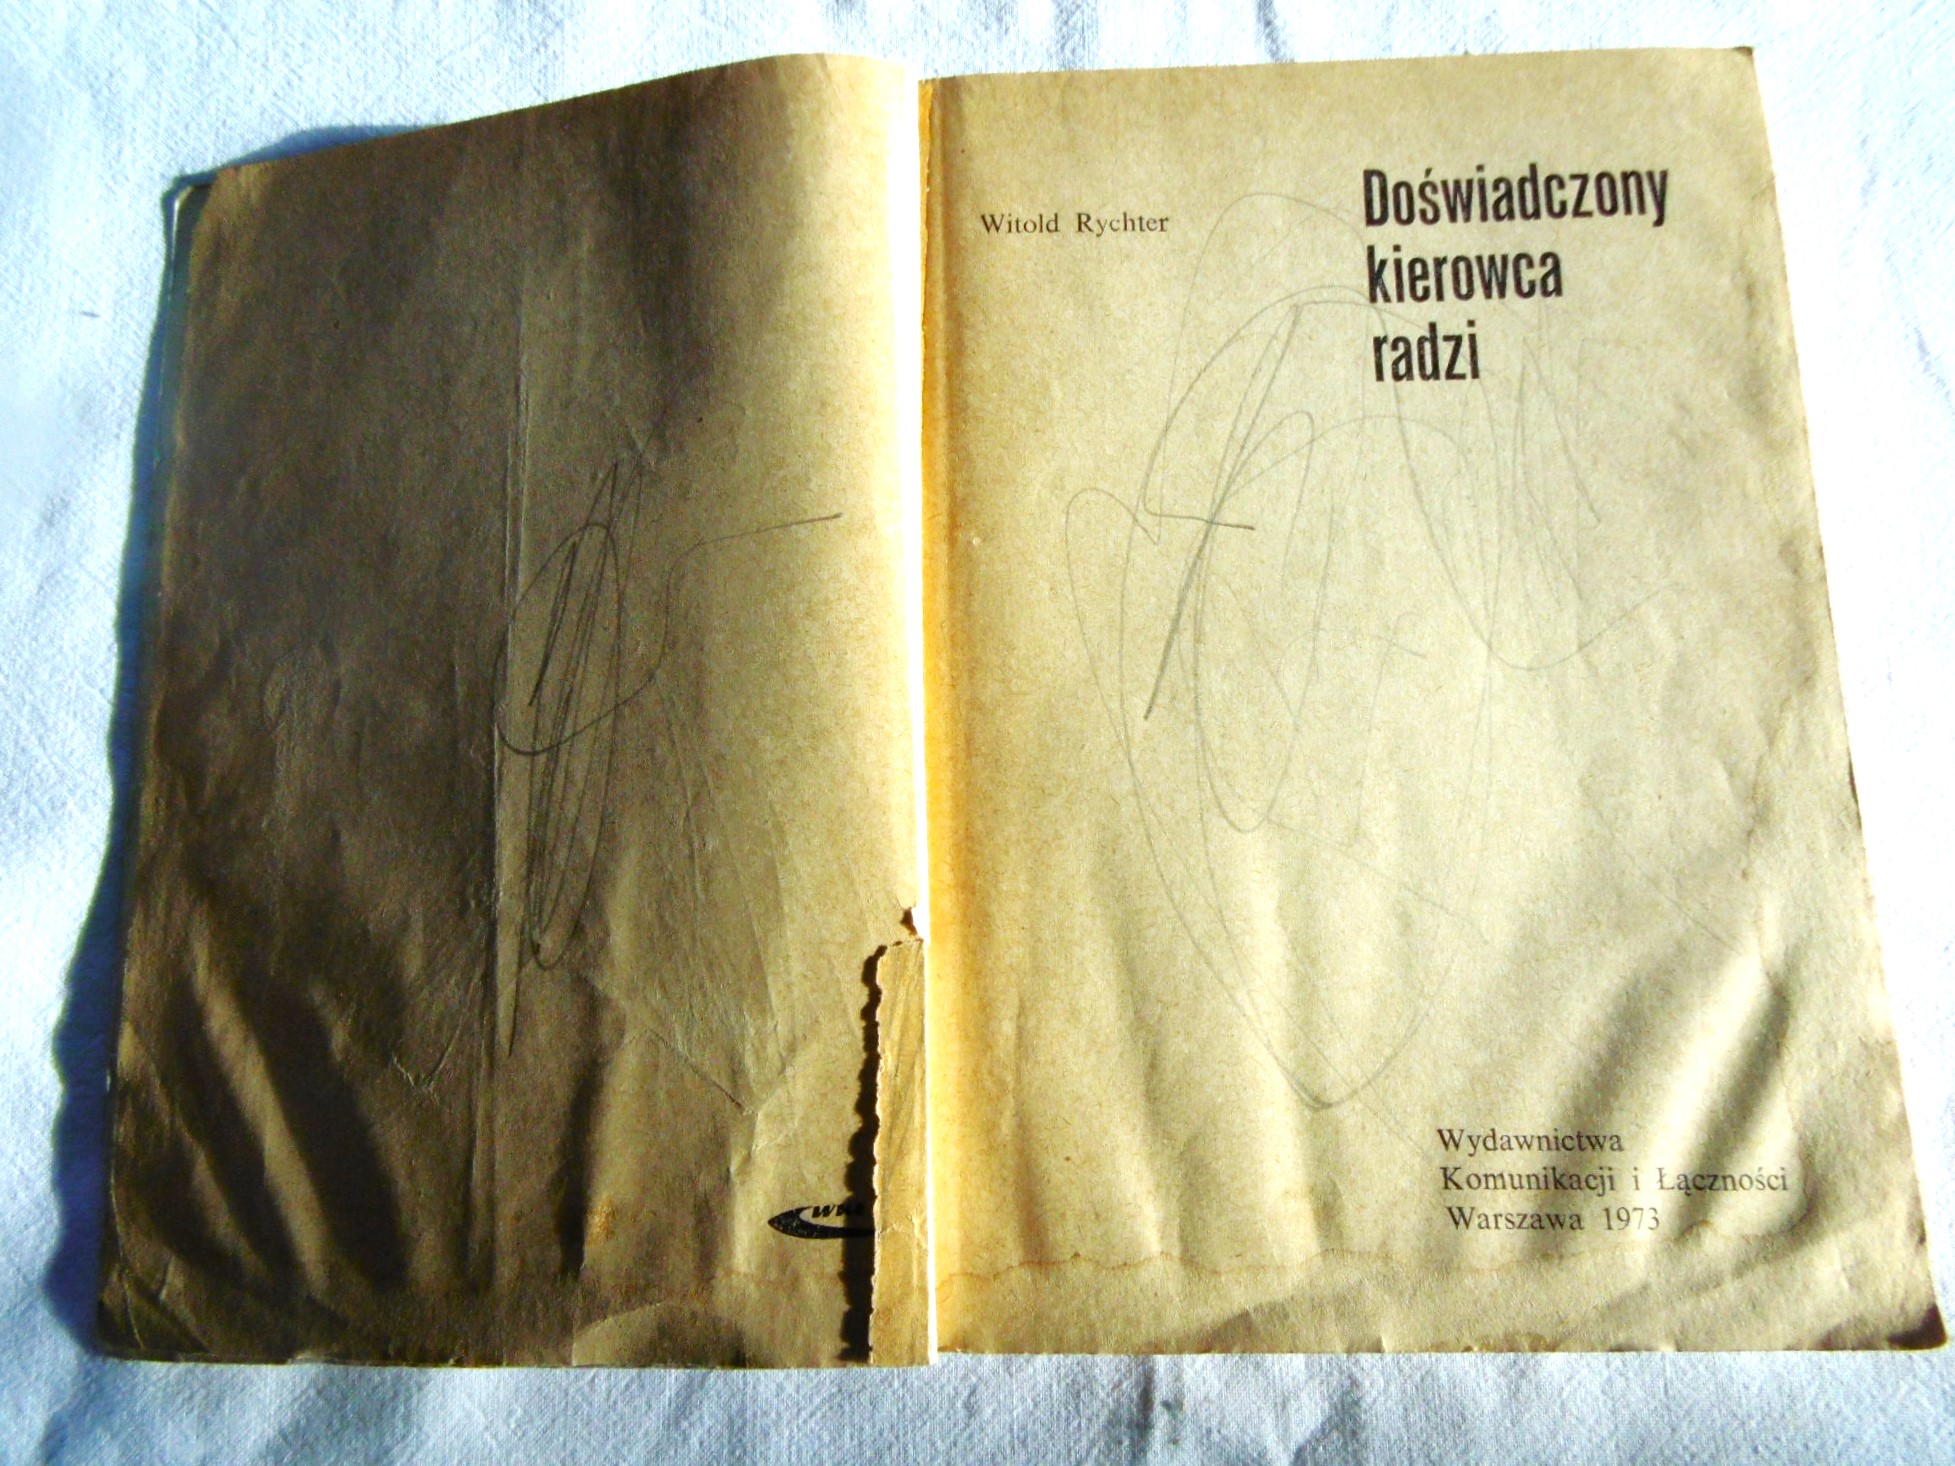 Witold Rychter
Doświadczony
kierowca
radzi
Wydawnictwa
Komunikacji i Łączności
Warszawa 1973